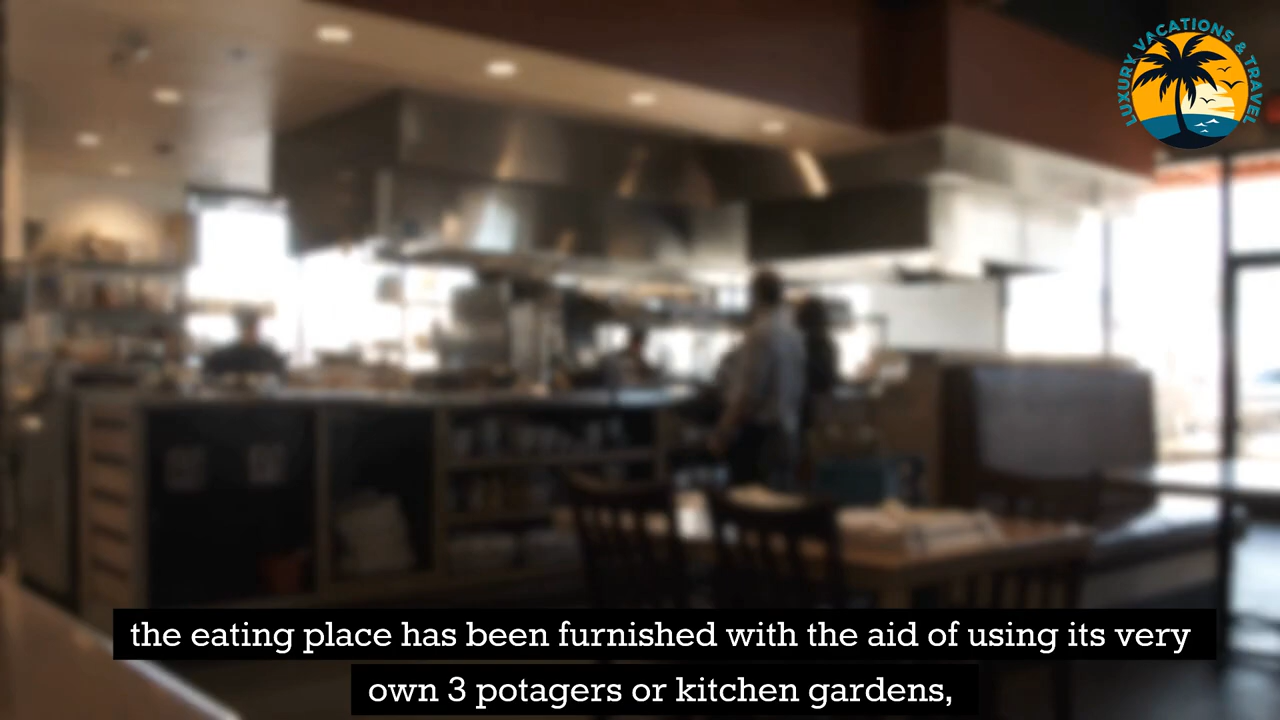 LUXURY VACATIONS & TRAVEL
the eating place has been furnished with the aid of using its very
own 3 potagers or kitchen gardens,